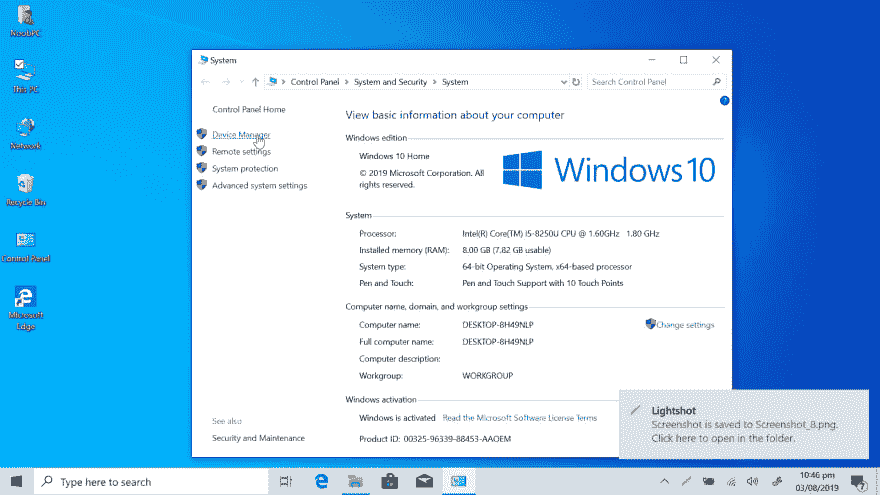 NoobPC
This PC
Network
Recycle Bin
Control Panel
Microsoft
Edge
System
Control Panel > System and Security > System
Search Control Panel
Control Panel Home
Device Manager
Remote settings
System protection
Advanced system settings
See also
Security and Maintenance
View basic information about your computer
Windows edition
Windows 10 Home
© 2019 Microsoft Corporation. All
rights reserved.
Windows 10
System
Processor: Intel(R) Core(TM) i5-8250U CPU @ 1.60GHz 1.80 GHz
Installed memory (RAM): 8.00 GB (7.82 GB usable)
System type: 64-bit Operating System, x64-based processor
Pen and Touch: Pen and Touch Support with 10 Touch Points
Computer name, domain, and workgroup settings
Computer name: DESKTOP-8H49NLP
Change settings
Full computer name: DESKTOP-8H49NLP
Computer description:
Workgroup: WORKGROUP
Windows activation
Windows is activated Read the Microsoft Software License Terms
Product ID: 00325-96339-88453-AAOEM
Lightshot
Screenshot is saved to Screenshot_8.png.
Click here to open in the folder.
Type here to search
10:46 pm
03/08/2019
7